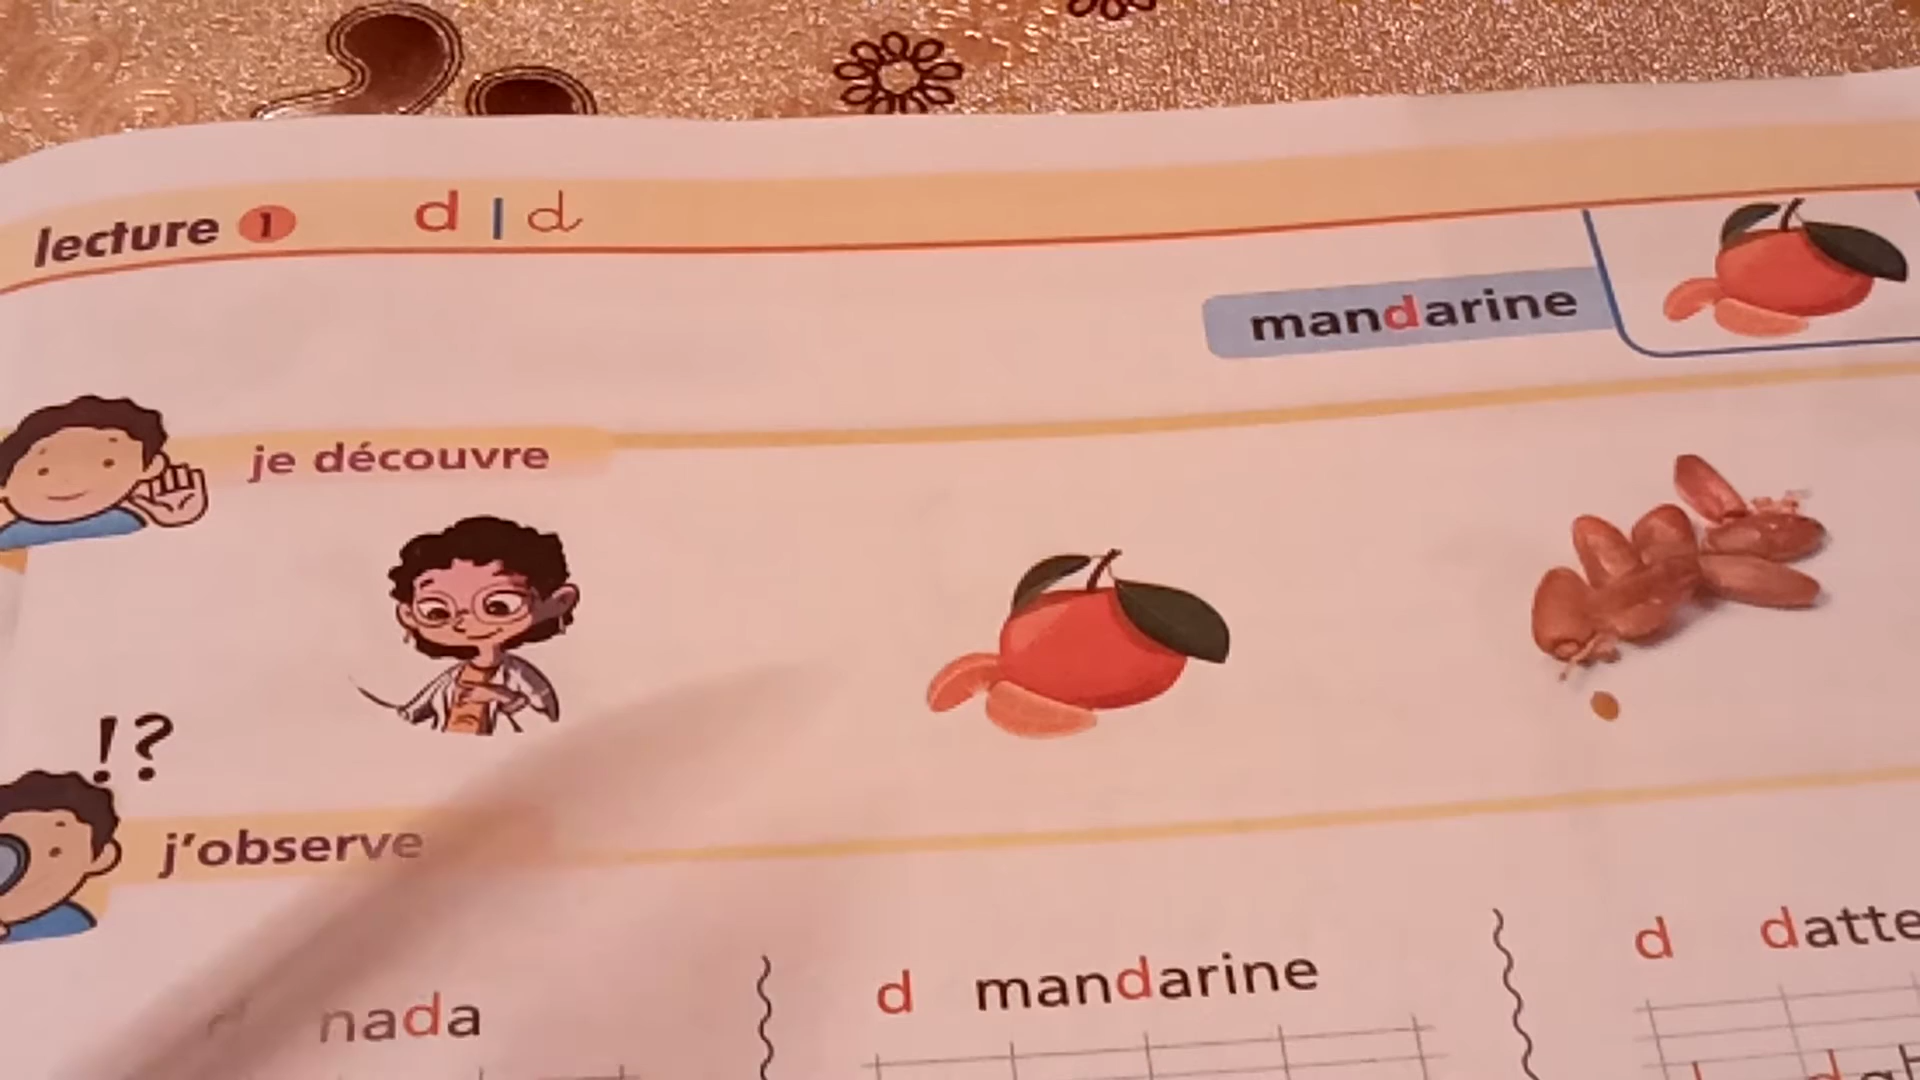 lecture 1 d | d
mandarine
je découvre
!?
j'observe
d nada
d mandarine
d datte